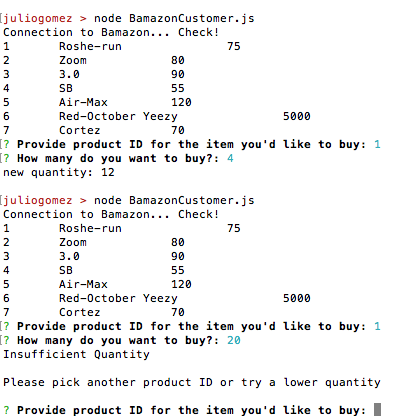 [juliogomez > node BamazonCustomer.js
Connection to Bamazon... Check!
1 Roshe-run 75
2 Zoom 80
3 3.0 90
4 SB 55
5 Air-Max 120
6 Red-October Yeezy 5000
7 Cortez 70
[? Provide product ID for the item you'd like to buy: 1
[? How many do you want to buy?: 4
new quantity: 12
[juliogomez > node BamazonCustomer.js
Connection to Bamazon... Check!
1 Roshe-run 75
2 Zoom 80
3 3.0 90
4 SB 55
5 Air-Max 120
6 Red-October Yeezy 5000
7 Cortez 70
[? Provide product ID for the item you'd like to buy: 1
[? How many do you want to buy?: 20
Insufficient Quantity
Please pick another product ID or try a lower quantity
? Provide product ID for the item you'd like to buy: